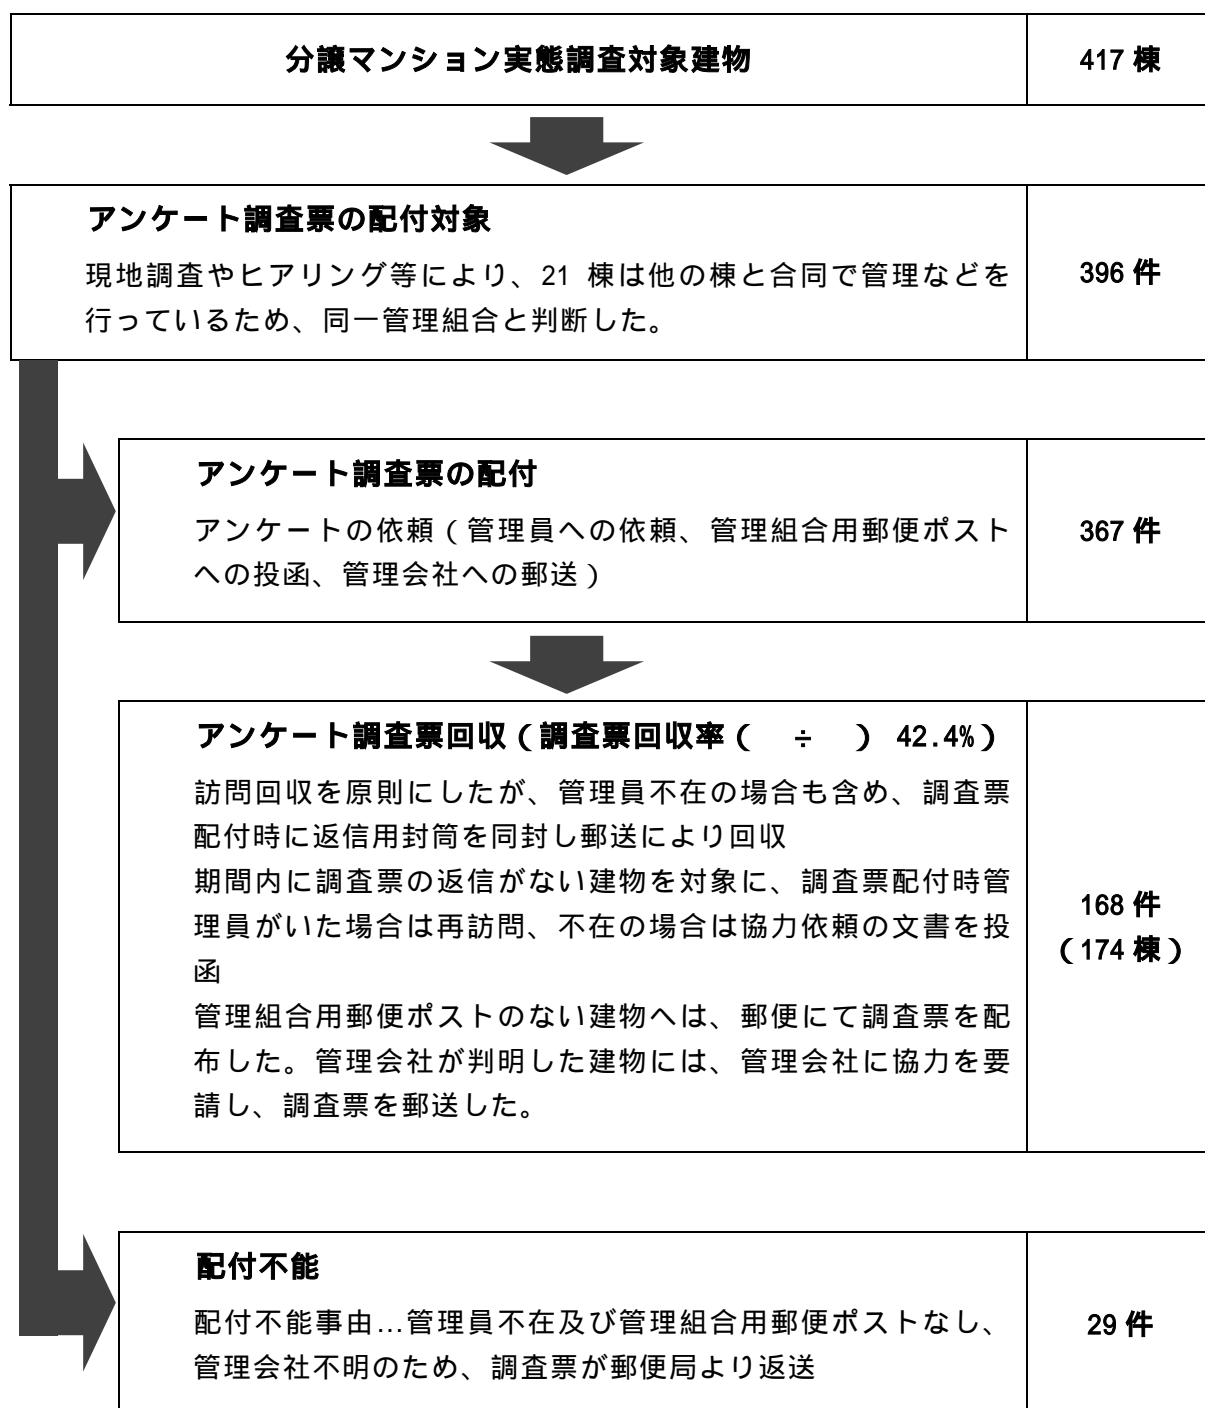 分譲マンション実態調査対象建物
417 棟
アンケート調査票の配付対象
現地調査やヒアリング等により、21 棟は他の棟と合同で管理などを
行っているため、同一管理組合と判断した。
396 件
アンケート調査票の配付
アンケートの依頼（管理員への依頼、管理組合用郵便ポスト
への投函、管理会社への郵送）
367 件
アンケート調査票回収（調査票回収率（　÷　） 42.4%）
訪問回収を原則にしたが、管理員不在の場合も含め、調査票
配付時に返信用封筒を同封し郵送により回収
期間内に調査票の返信がない建物を対象に、調査票配付時管
理員がいた場合は再訪問、不在の場合は協力依頼の文書を投
函
管理組合用郵便ポストのない建物へは、郵便にて調査票を配
布した。管理会社が判明した建物には、管理会社に協力を要
請し、調査票を郵送した。
168 件
（174 棟）
配付不能
配付不能事由…管理員不在及び管理組合用郵便ポストなし、
管理会社不明のため、調査票が郵便局より返送
29 件